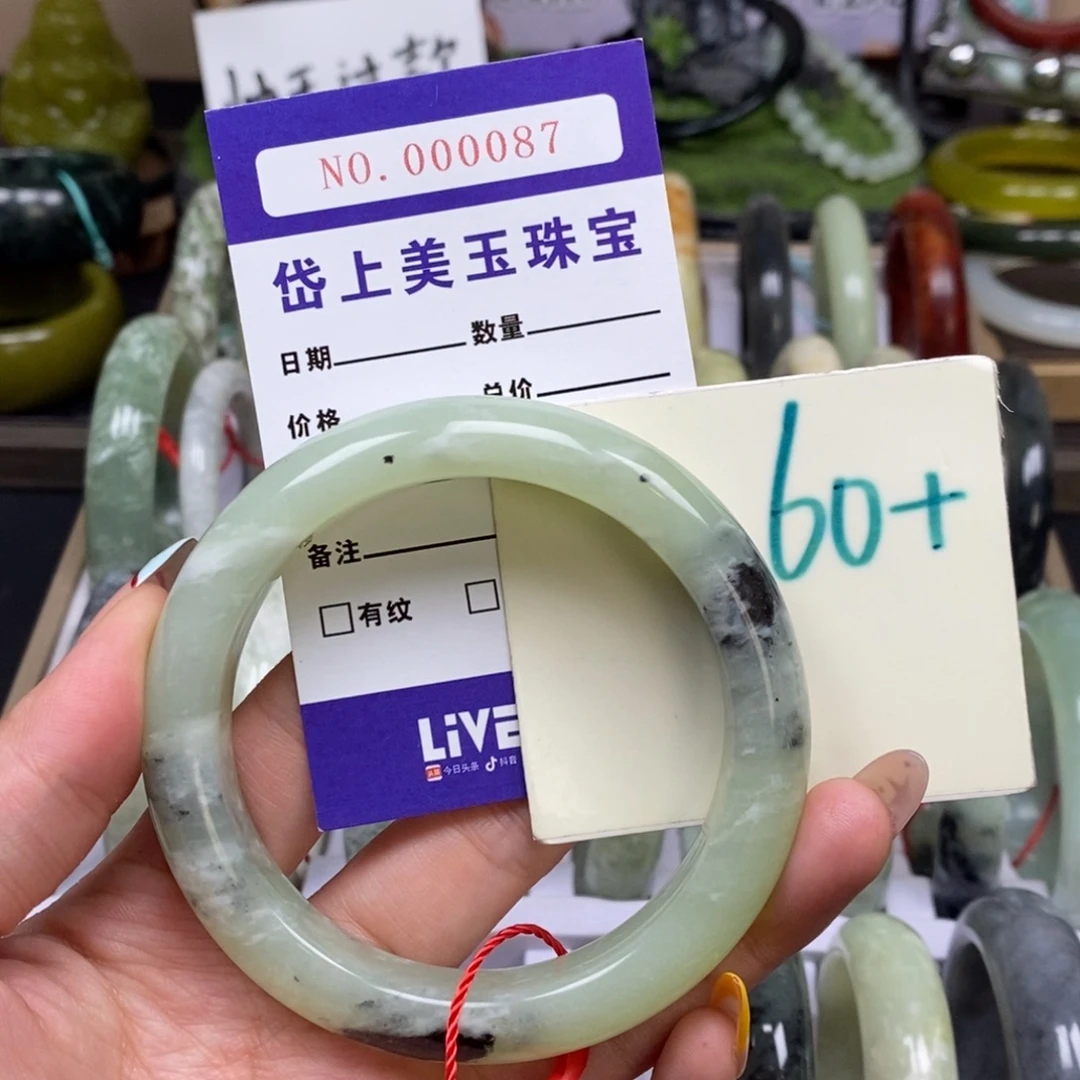 NO. 000087
岱上美玉珠宝
日期 数量
价格 总价
60+
备注
□有纹 □
LiVE
今日头条 抖音